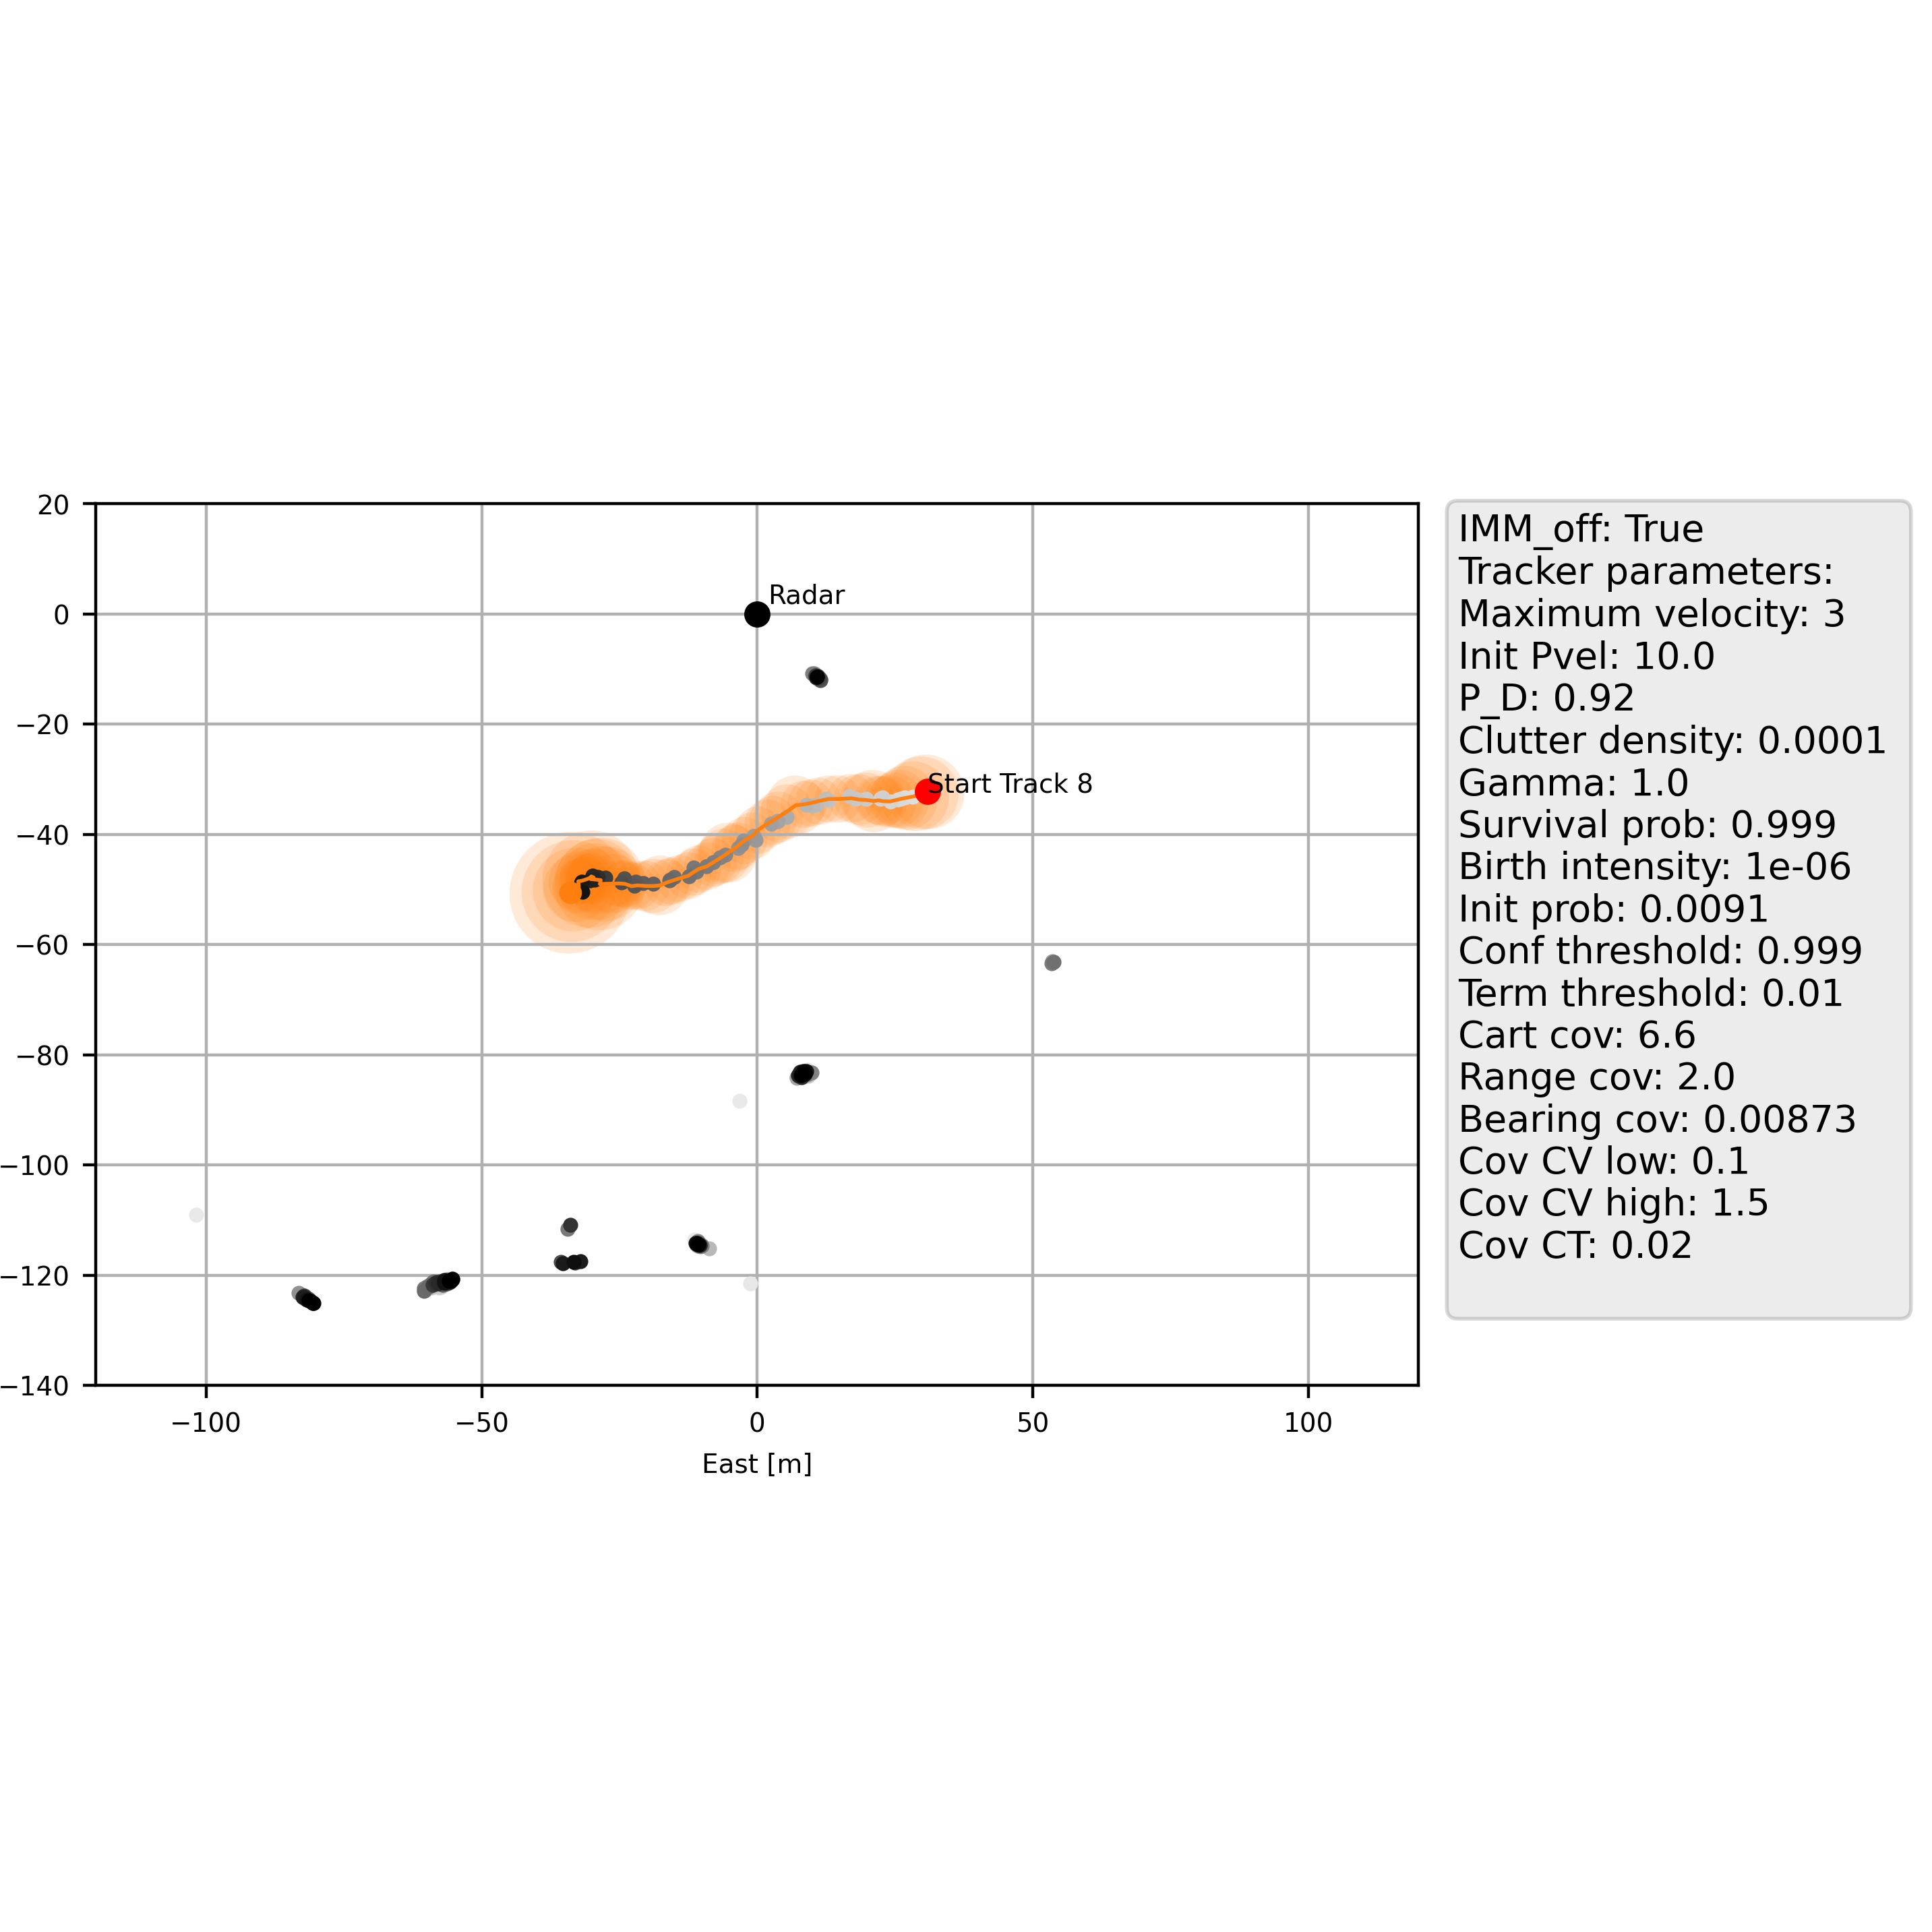 20
0
−20
−40
−60
−80
−100
−120
−140
−100
−50
0
50
100
East [m]
Radar
Start Track 8
IMM_off: True
Tracker parameters:
Maximum velocity: 3
Init Pvel: 10.0
P_D: 0.92
Clutter density: 0.0001
Gamma: 1.0
Survival prob: 0.999
Birth intensity: 1e-06
Init prob: 0.0091
Conf threshold: 0.999
Term threshold: 0.01
Cart cov: 6.6
Range cov: 2.0
Bearing cov: 0.00873
Cov CV low: 0.1
Cov CV high: 1.5
Cov CT: 0.02